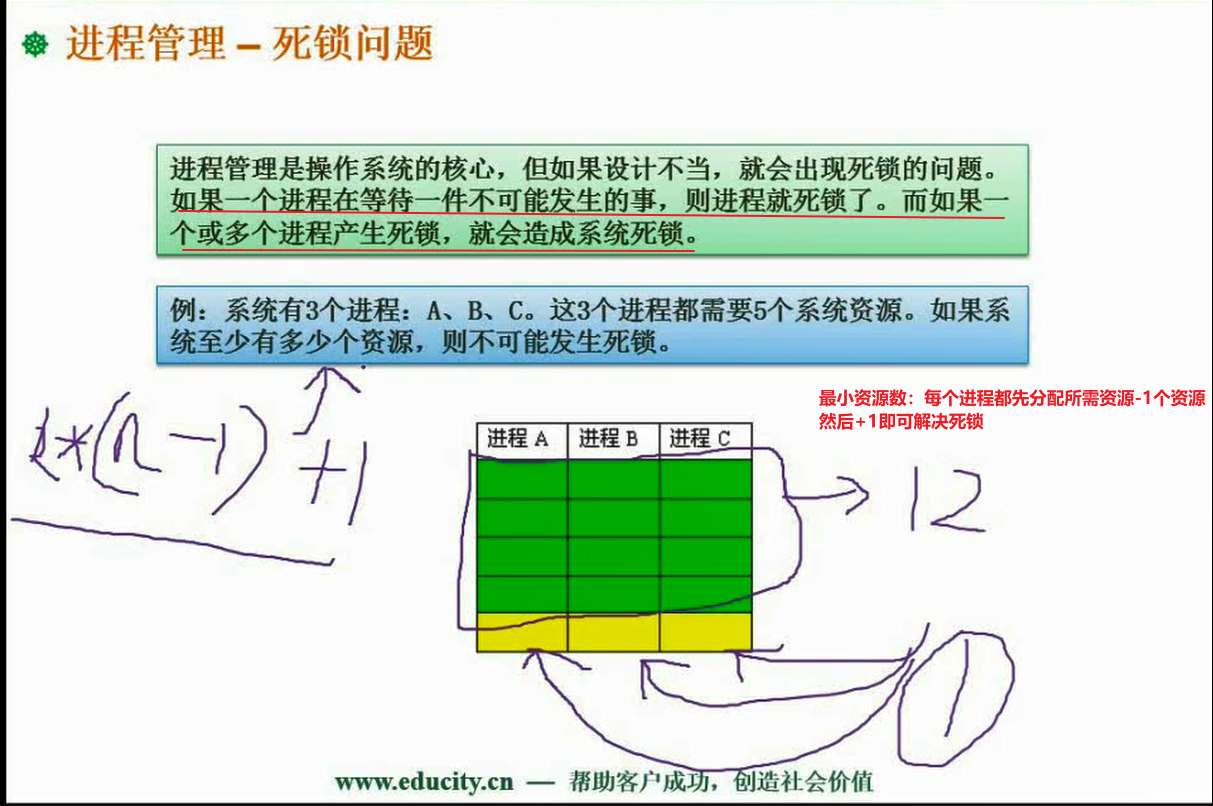 进程管理 – 死锁问题
进程管理是操作系统的核心，但如果设计不当，就会出现死锁的问题。
如果一个进程在等待一件不可能发生的事，则进程就死锁了。而如果一
个或多个进程产生死锁，就会造成系统死锁。
例：系统有3个进程：A、B、C。这3个进程都需要5个系统资源。如果系
统至少有多少个资源，则不可能发生死锁。
最小资源数：每个进程都先分配所需资源-1个资源
然后+1即可解决死锁
*(n-1)+1
进程 A 进程 B 进程 C
12
1
www.educity.cn — 帮助客户成功，创造社会价值